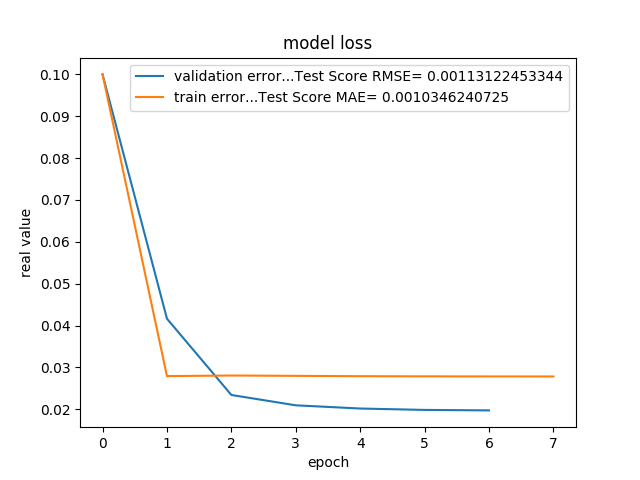 model loss
validation error...Test Score RMSE= 0.00113122453344
train error...Test Score MAE= 0.0010346240725
real value
0.10
0.09
0.08
0.07
0.06
0.05
0.04
0.03
0.02
0 1 2 3 4 5 6 7
epoch